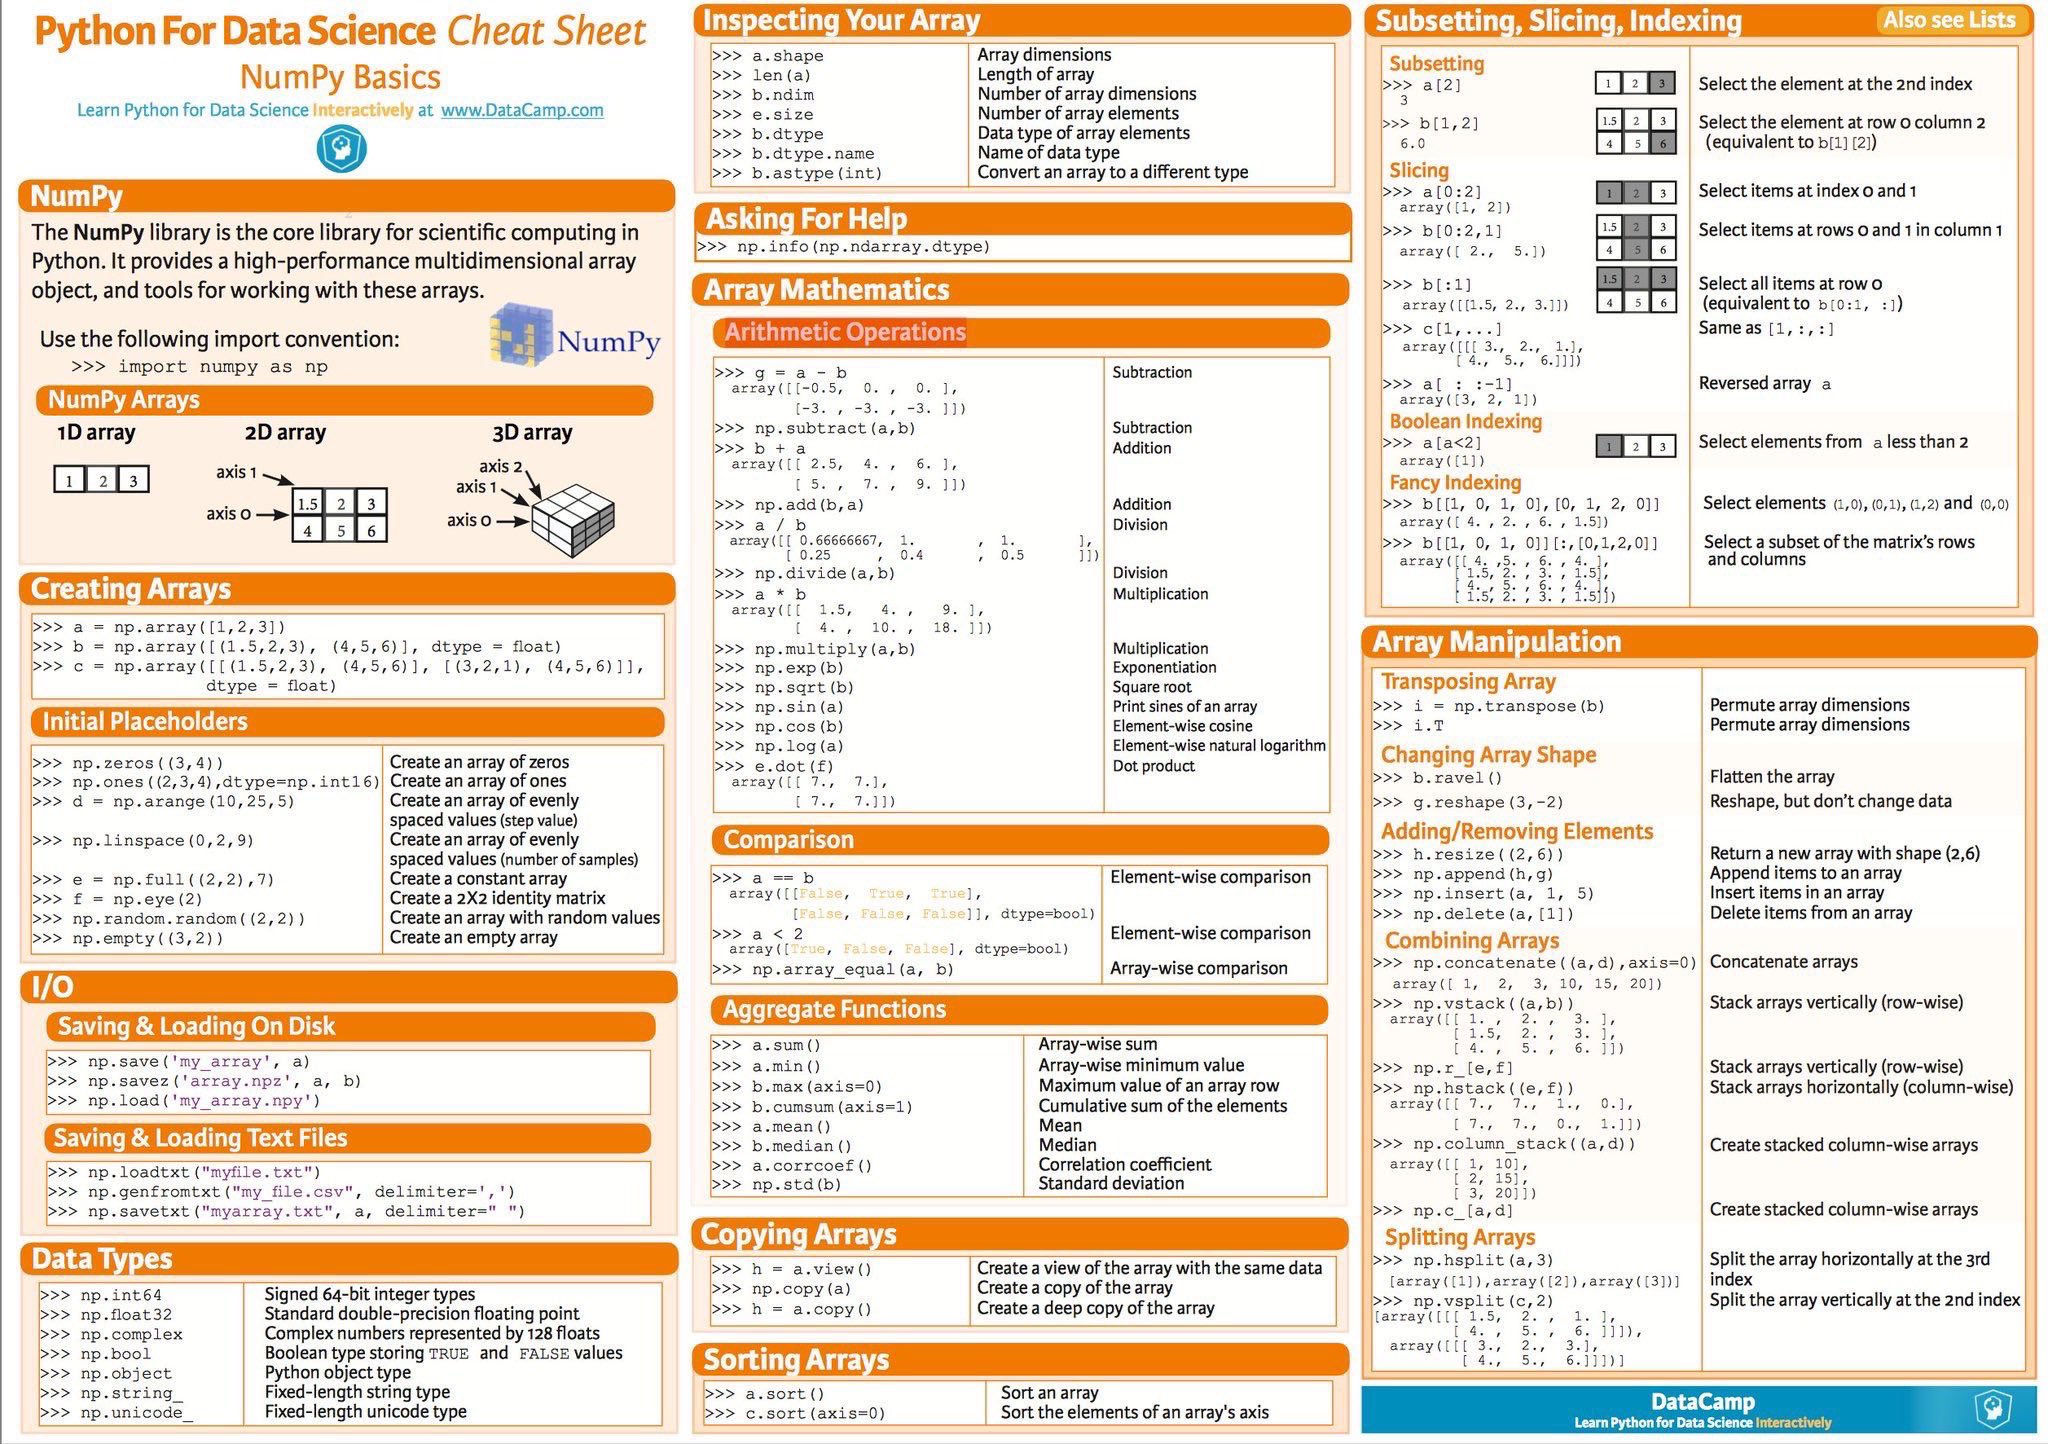 Python For Data Science Cheat Sheet
NumPy Basics
Learn Python for Data Science Interactively at www.DataCamp.com
NumPy
The NumPy library is the core library for scientific computing in
Python. It provides a high-performance multidimensional array
object, and tools for working with these arrays.
Use the following import convention:
>>> import numpy as np
NumPy
NumPy Arrays
1D array 2D array 3D array
1 2 3
axis 1
axis 0
1.5 2 3
4 5 6
axis 2
axis 1
axis 0
Creating Arrays
>>> a = np.array([1,2,3])
>>> b = np.array([(1.5,2,3), (4,5,6)], dtype = float)
>>> c = np.array([[(1.5,2,3), (4,5,6)], [(3,2,1), (4,5,6)]],
dtype = float)
Initial Placeholders
>>> np.zeros((3,4)) Create an array of zeros
>>> np.ones((2,3,4),dtype=np.int16) Create an array of ones
>>> d = np.arange(10,25,5) Create an array of evenly
spaced values (step value)
>>> np.linspace(0,2,9) Create an array of evenly
spaced values (number of samples)
>>> e = np.full((2,2),7) Create a constant array
>>> f = np.eye(2) Create a 2X2 identity matrix
>>> np.random.random((2,2)) Create an array with random values
>>> np.empty((3,2)) Create an empty array
I/O
Saving & Loading On Disk
>>> np.save('my_array', a)
>>> np.savez('array.npz', a, b)
>>> np.load('my_array.npy')
Saving & Loading Text Files
>>> np.loadtxt("myfile.txt")
>>> np.genfromtxt("my_file.csv", delimiter=',')
>>> np.savetxt("myarray.txt", a, delimiter=" ")
Data Types
>>> np.int64 Signed 64-bit integer types
>>> np.float32 Standard double-precision floating point
>>> np.complex Complex numbers represented by 128 floats
>>> np.bool Boolean type storing TRUE and FALSE values
>>> np.object Python object type
>>> np.string_ Fixed-length string type
>>> np.unicode_ Fixed-length unicode type
Inspecting Your Array
>>> a.shape Array dimensions
>>> len(a) Length of array
>>> b.ndim Number of array dimensions
>>> e.size Number of array elements
>>> b.dtype Data type of array elements
>>> b.dtype.name Name of data type
>>> b.astype(int) Convert an array to a different type
Asking For Help
>>> np.info(np.ndarray.dtype)
Array Mathematics
Arithmetic Operations
>>> g = a - b Subtraction
array([[-0.5, 0. , 0. ],
[-3. , -3. , -3. ]])
>>> np.subtract(a,b) Subtraction
>>> b + a Addition
array([[ 2.5, 4. , 6. ],
[ 5. , 7. , 9. ]])
>>> np.add(b,a) Addition
>>> a / b Division
array([[ 0.66666667, 1. , 1. ],
[ 0.25 , 0.4 , 0.5 ]])
>>> np.divide(a,b) Division
>>> a * b Multiplication
array([[ 1.5, 4. , 9. ],
[ 4. , 10. , 18. ]])
>>> np.multiply(a,b) Multiplication
>>> np.exp(b) Exponentiation
>>> np.sqrt(b) Square root
>>> np.sin(a) Print sines of an array
>>> np.cos(b) Element-wise cosine
>>> np.log(a) Element-wise natural logarithm
>>> e.dot(f) Dot product
array([[ 7., 7.],
[ 7., 7.]])
Comparison
>>> a == b Element-wise comparison
array([[False, True, True],
[False, False, False]], dtype=bool)
>>> a < 2 Element-wise comparison
array([True, False, False], dtype=bool)
>>> np.array_equal(a, b) Array-wise comparison
Aggregate Functions
>>> a.sum() Array-wise sum
>>> a.min() Array-wise minimum value
>>> b.max(axis=0) Maximum value of an array row
>>> b.cumsum(axis=1) Cumulative sum of the elements
>>> a.mean() Mean
>>> b.median() Median
>>> a.corrcoef() Correlation coefficient
>>> np.std(b) Standard deviation
Copying Arrays
>>> h = a.view() Create a view of the array with the same data
>>> np.copy(a) Create a copy of the array
>>> h = a.copy() Create a deep copy of the array
Sorting Arrays
>>> a.sort() Sort an array
>>> c.sort(axis=0) Sort the elements of an array's axis
Subsetting, Slicing, Indexing Also see Lists
Subsetting
>>> a[2] 1 2 3 Select the element at the 2nd index
3
>>> b[1,2] 1.5 2 3 Select the element at row 0 column 2
6.0 4 5 6 (equivalent to b[1][2])
Slicing
>>> a[0:2] 1 2 3 Select items at index 0 and 1
array([1, 2])
>>> b[0:2,1] 1.5 2 3 Select items at rows 0 and 1 in column 1
array([ 2., 5.]) 4 5 6
>>> b[:1] 1.5 2 3 Select all items at row 0
array([[1.5, 2., 3.]]) 4 5 6 (equivalent to b[0:1, :])
>>> c[1,...] Same as [1,:,:]
array([[[ 3., 2., 1.],
[ 4., 5., 6.]]])
>>> a[ : :-1] Reversed array a
array([3, 2, 1])
Boolean Indexing
>>> a[a<2] 1 2 3 Select elements from a less than 2
array([1])
Fancy Indexing
>>> b[[1, 0, 1, 0],[0, 1, 2, 0]] Select elements (1,0),(0,1),(1,2) and (0,0)
array([ 4. , 2. , 6. , 1.5])
>>> b[[1, 0, 1, 0]][:,[0,1,2,0]] Select a subset of the matrix's rows
and columns
array([[ 4. ,5. , 6. , 4. ],
[ 1.5, 2. , 3. , 1.5],
[ 4. , 5. , 6. , 4. ],
[ 1.5, 2. , 3. , 1.5]])
Array Manipulation
Transposing Array
>>> i = np.transpose(b) Permute array dimensions
>>> i.T Permute array dimensions
Changing Array Shape
>>> b.ravel() Flatten the array
>>> g.reshape(3,-2) Reshape, but don't change data
Adding/Removing Elements
>>> h.resize((2,6)) Return a new array with shape (2,6)
>>> np.append(h,g) Append items to an array
>>> np.insert(a, 1, 5) Insert items in an array
>>> np.delete(a,[1]) Delete items from an array
Combining Arrays
>>> np.concatenate((a,d),axis=0) Concatenate arrays
array([ 1, 2, 3, 10, 15, 20])
>>> np.vstack((a,b)) Stack arrays vertically (row-wise)
array([[ 1. , 2. , 3. ],
[ 1.5, 2. , 3. ],
[ 4. , 5. , 6. ]])
>>> np.r_[e,f] Stack arrays vertically (row-wise)
>>> np.hstack((e,f)) Stack arrays horizontally (column-wise)
array([[ 7., 7., 1., 0.],
[ 7., 7., 0., 1.]])
>>> np.column_stack((a,d)) Create stacked column-wise arrays
array([[ 1, 10],
[ 2, 15],
[ 3, 20]])
>>> np.c_[a,d] Create stacked column-wise arrays
Splitting Arrays
>>> np.hsplit(a,3) Split the array horizontally at the 3rd
index
[array([1]),array([2]),array([3])]
>>> np.vsplit(c,2) Split the array vertically at the 2nd index
[array([[[ 1.5, 2. , 1. ],
[ 4. , 5. , 6. ]]]),
array([[[ 3., 2., 3.],
[ 4., 5., 6.]]])]
DataCamp
Learn Python for Data Science Interactively